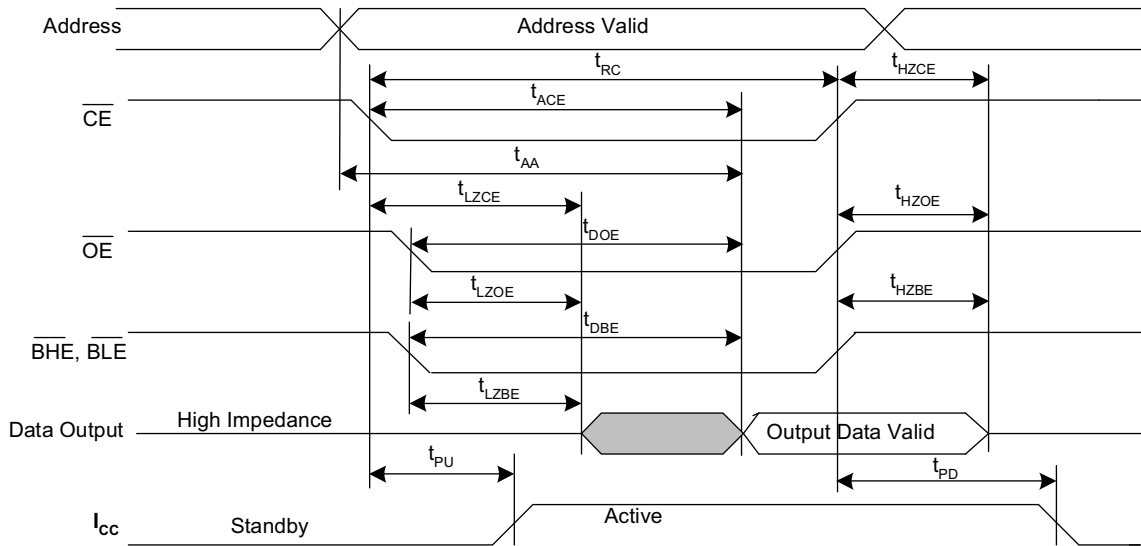 Address
Address Valid
tRC
tHZCE
tACE
CE
tAA
tLZCE
tHZOE
OE
tDOE
tLZOE
tHZBE
tDBE
BHE, BLE
tLZBE
Data Output
High Impedance
Output Data Valid
tPU
tPD
ICC
Standby
Active